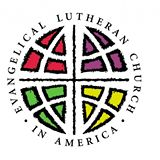 EVANGELICAL LUTHERAN CHURCH
· IN AMERICA ·